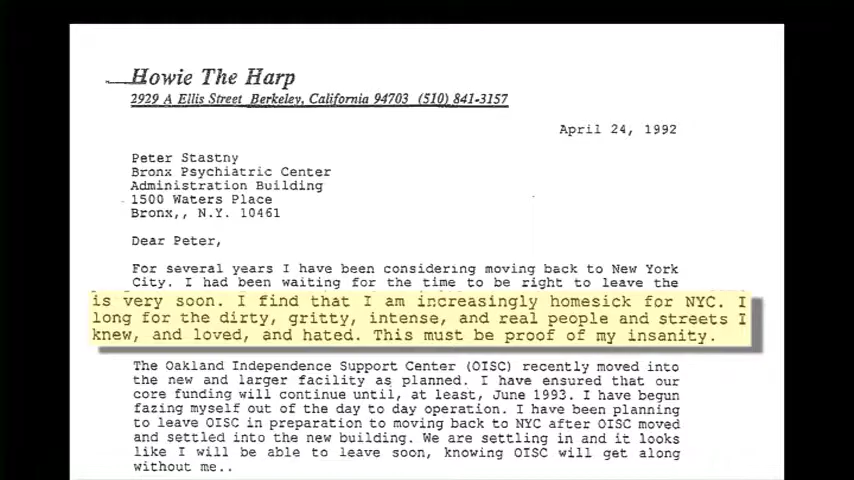 Howie The Harp
2929 A Ellis Street Berkeley, California 94703 (510) 841-3157
April 24, 1992
Peter Stastny
Bronx Psychiatric Center
Administration Building
1500 Waters Place
Bronx,, N.Y. 10461
Dear Peter,
For several years I have been considering moving back to New York
City. I had been waiting for the time to be right to leave the
is very soon. I find that I am increasingly homesick for NYC. I
long for the dirty, gritty, intense, and real people and streets I
knew, and loved, and hated. This must be proof of my insanity.
The Oakland Independence Support Center (OISC) recently moved into
the new and larger facility as planned. I have ensured that our
core funding will continue until, at least, June 1993. I have begun
fazing myself out of the day to day operation. I have been planning
to leave OISC in preparation to moving back to NYC after OISC moved
and settled into the new building. We are settling in and it looks
like I will be able to leave soon, knowing OISC will get along
without me..